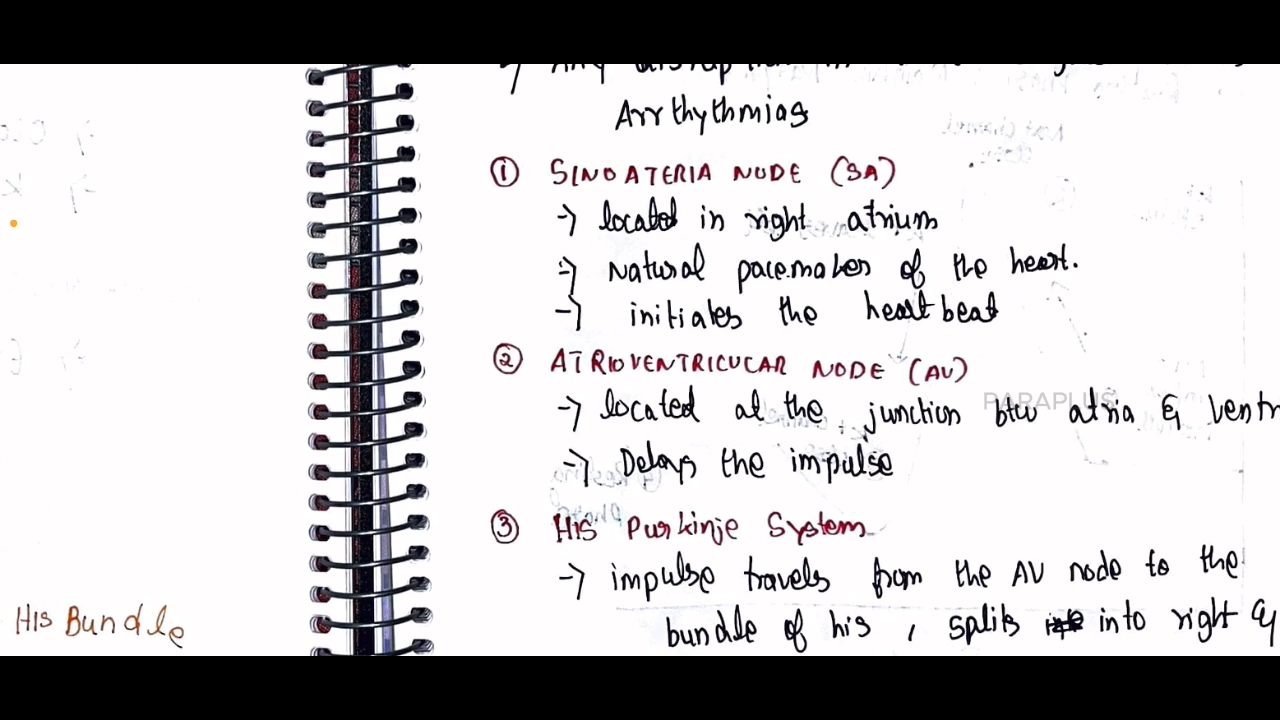 Arrhythmias
① SINOATERIA NODE (SA)
-> located in right atrium
-> Natural pacemaker of the heart.
-> initiates the heartbeat
② ATRIOVENTRICUCAR NODE (AV)
-> located at the junction btw atria & ventr
PARAPLUS
-> Delays the impulse
③ HIS Purkinje System
-> impulse travels from the AV node to the
bundle of his, splits into right &
HIS Bundle